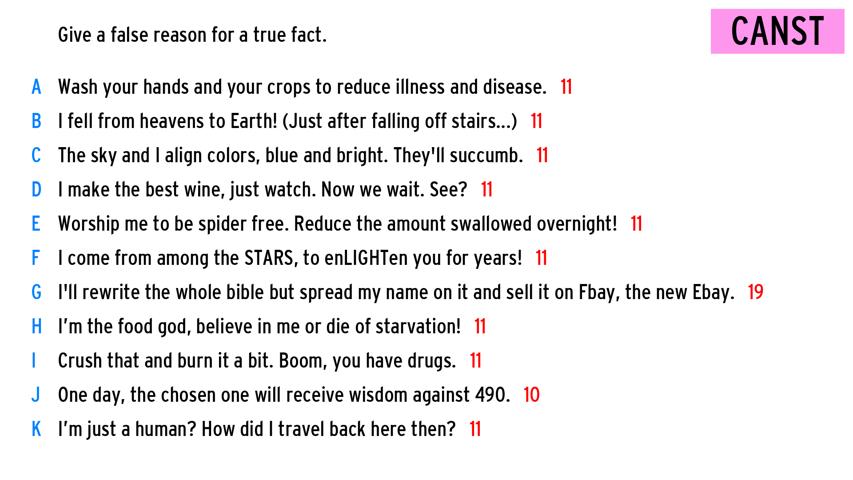 Give a false reason for a true fact.
CANST
A Wash your hands and your crops to reduce illness and disease. 11
B I fell from heavens to Earth! (Just after falling off stairs...) 11
C The sky and I align colors, blue and bright. They'll succumb. 11
D I make the best wine, just watch. Now we wait. See? 11
E Worship me to be spider free. Reduce the amount swallowed overnight! 11
F I come from among the STARS, to enLIGHTen you for years! 11
G I'll rewrite the whole bible but spread my name on it and sell it on Fbay, the new Ebay. 19
H I’m the food god, believe in me or die of starvation! 11
I Crush that and burn it a bit. Boom, you have drugs. 11
J One day, the chosen one will receive wisdom against 490. 10
K I’m just a human? How did I travel back here then? 11